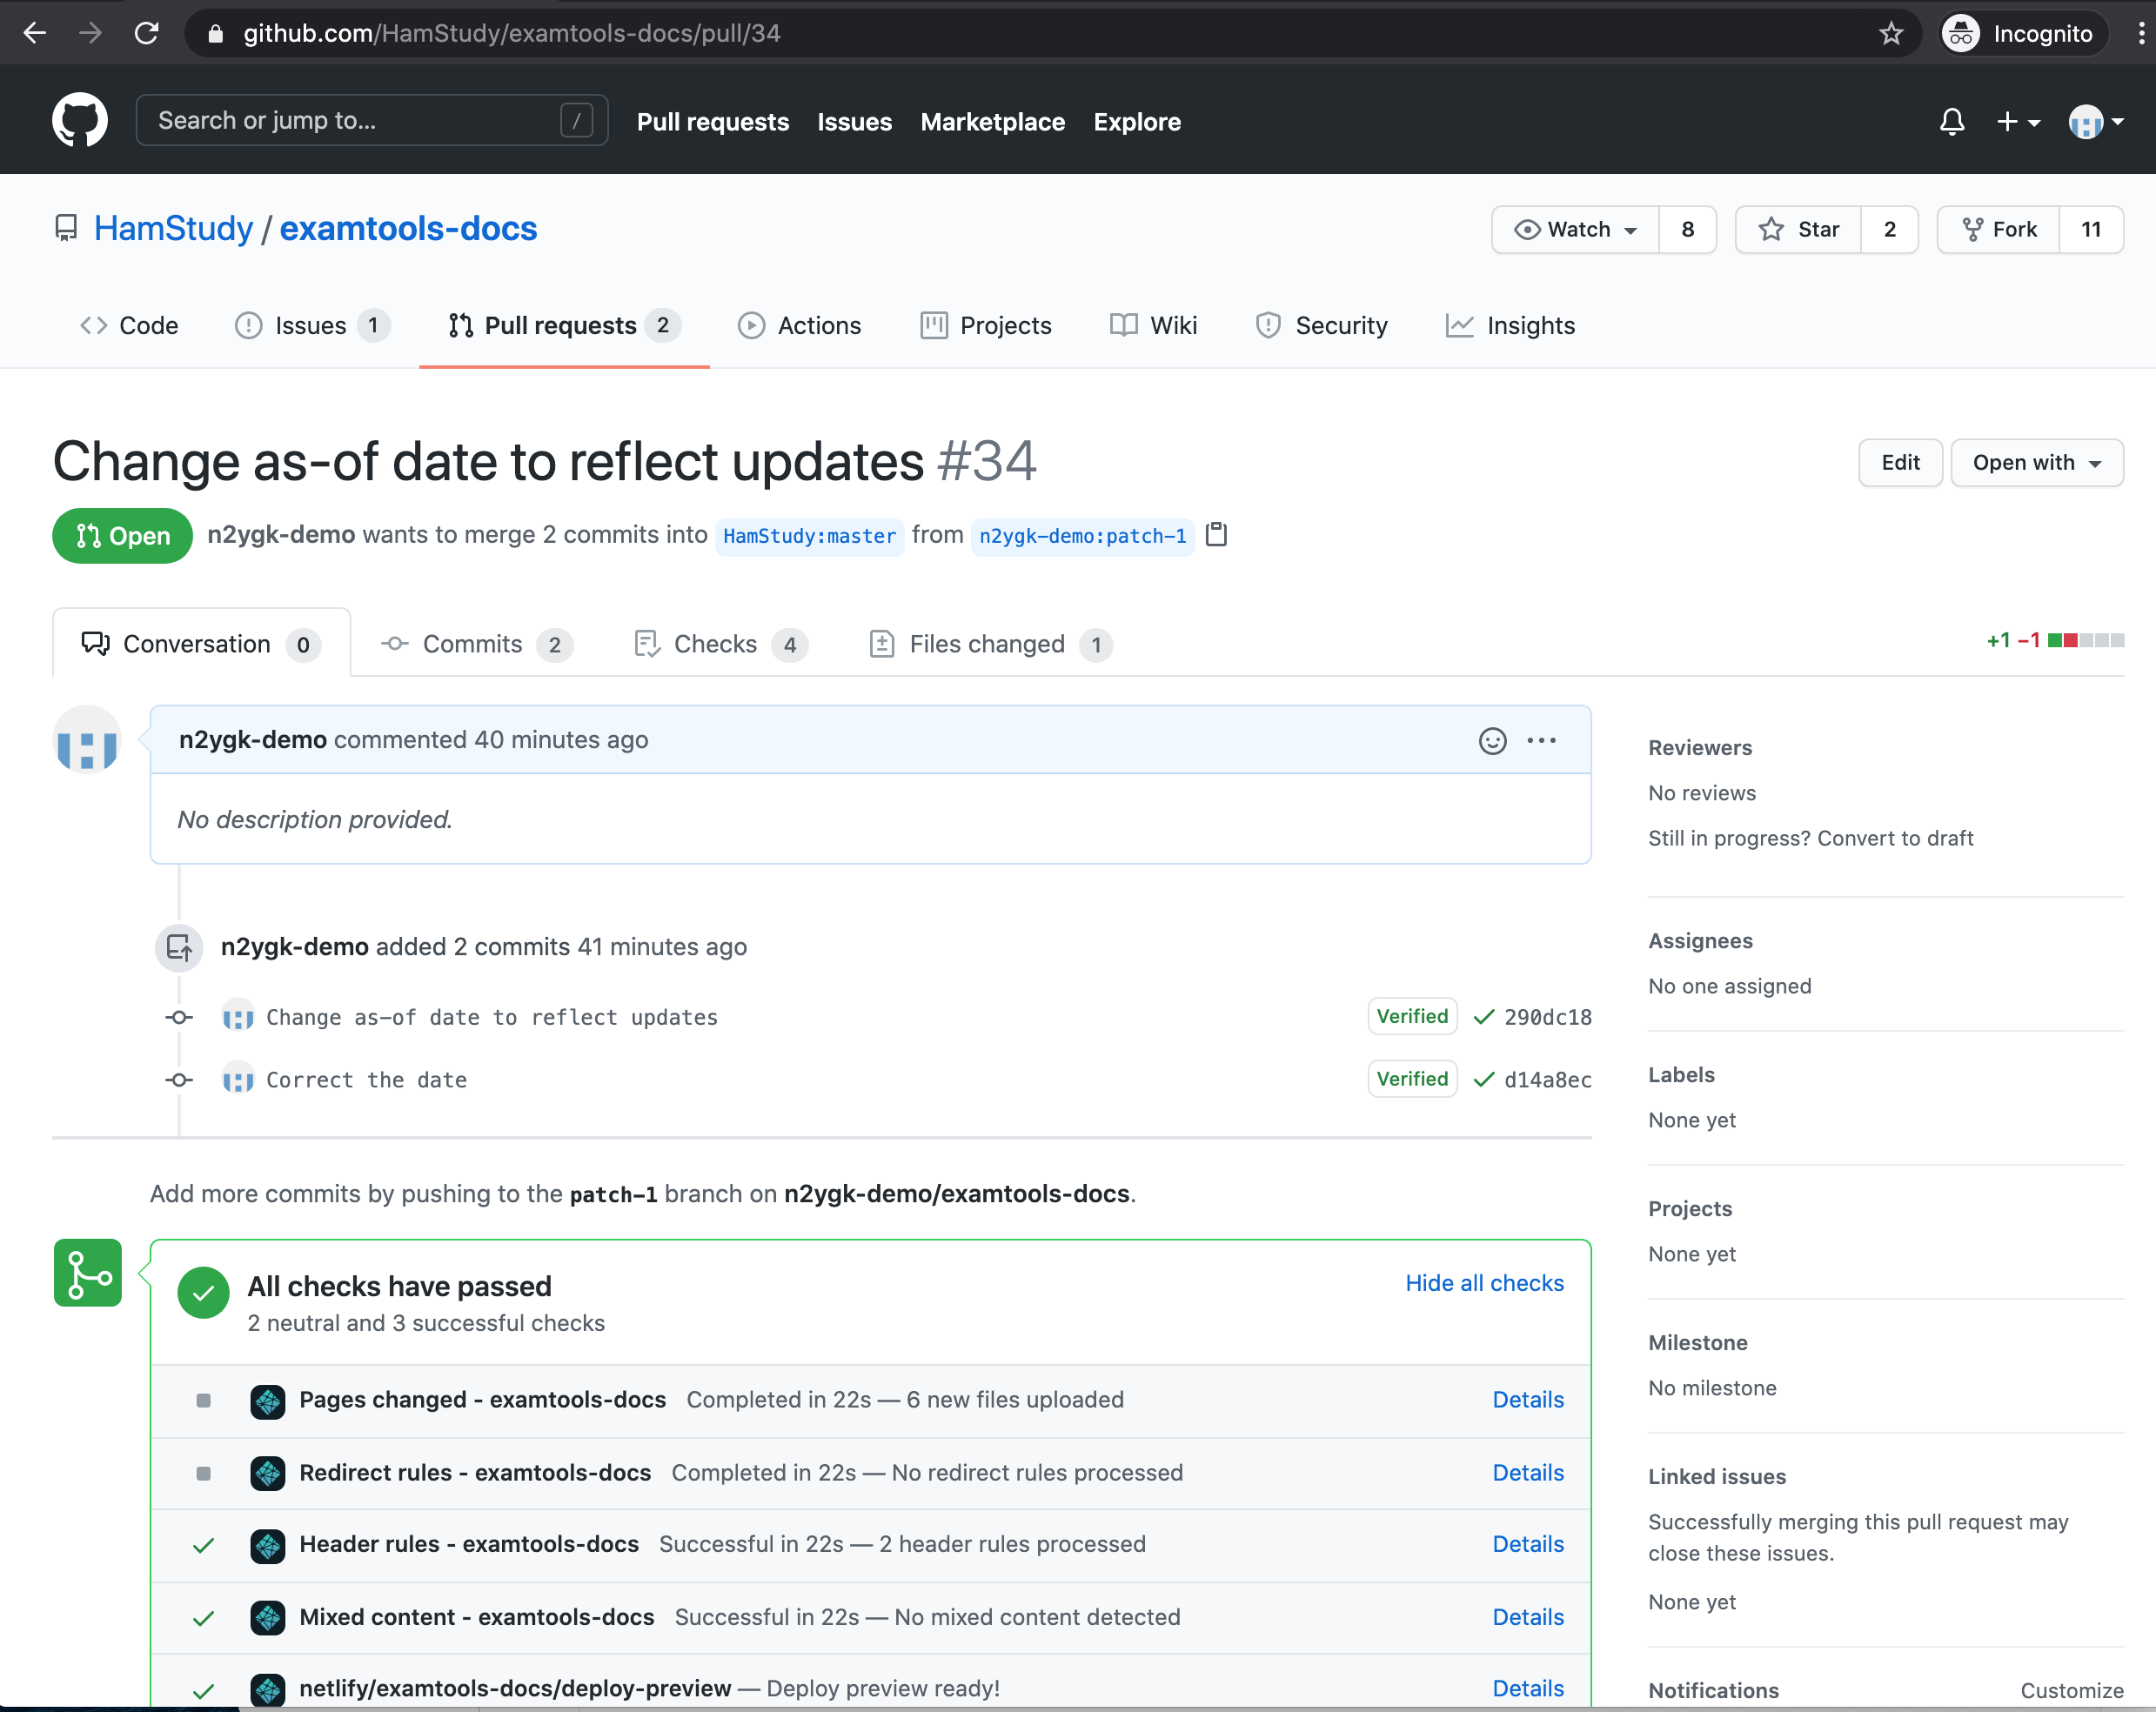 github.com/HamStudy/examtools-docs/pull/34
Incognito
Search or jump to...
/
Pull requests
Issues
Marketplace
Explore
HamStudy / examtools-docs
Watch 8
Star 2
Fork 11
Code
Issues 1
Pull requests 2
Actions
Projects
Wiki
Security
Insights
Change as-of date to reflect updates #34
Edit
Open with
Open
n2ygk-demo wants to merge 2 commits into HamStudy:master from n2ygk-demo:patch-1
Conversation 0
Commits 2
Checks 4
Files changed 1
+1 −1
n2ygk-demo commented 40 minutes ago
No description provided.
n2ygk-demo added 2 commits 41 minutes ago
Change as-of date to reflect updates Verified 290dc18
Correct the date Verified d14a8ec
Add more commits by pushing to the patch-1 branch on n2ygk-demo/examtools-docs.
All checks have passed
Hide all checks
2 neutral and 3 successful checks
Pages changed - examtools-docs Completed in 22s — 6 new files uploaded Details
Redirect rules - examtools-docs Completed in 22s — No redirect rules processed Details
Header rules - examtools-docs Successful in 22s — 2 header rules processed Details
Mixed content - examtools-docs Successful in 22s — No mixed content detected Details
netlify/examtools-docs/deploy-preview — Deploy preview ready! Details
Reviewers
No reviews
Still in progress? Convert to draft
Assignees
No one assigned
Labels
None yet
Projects
None yet
Milestone
No milestone
Linked issues
Successfully merging this pull request may
close these issues.
None yet
Notifications Customize